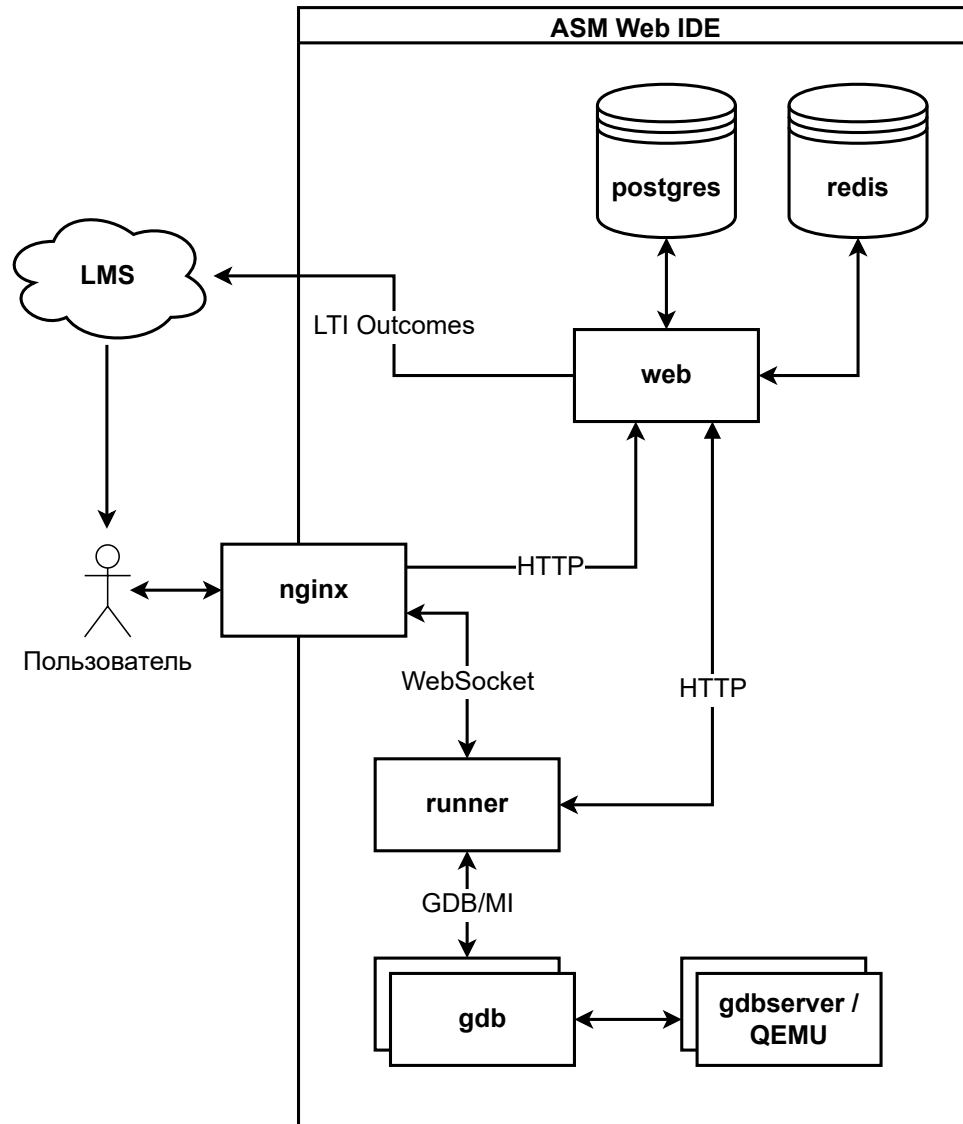 ASM Web IDE
postgres
redis
LMS
LTI Outcomes
web
nginx
HTTP
Пользователь
WebSocket
HTTP
runner
GDB/MI
gdb
gdbserver /
QEMU